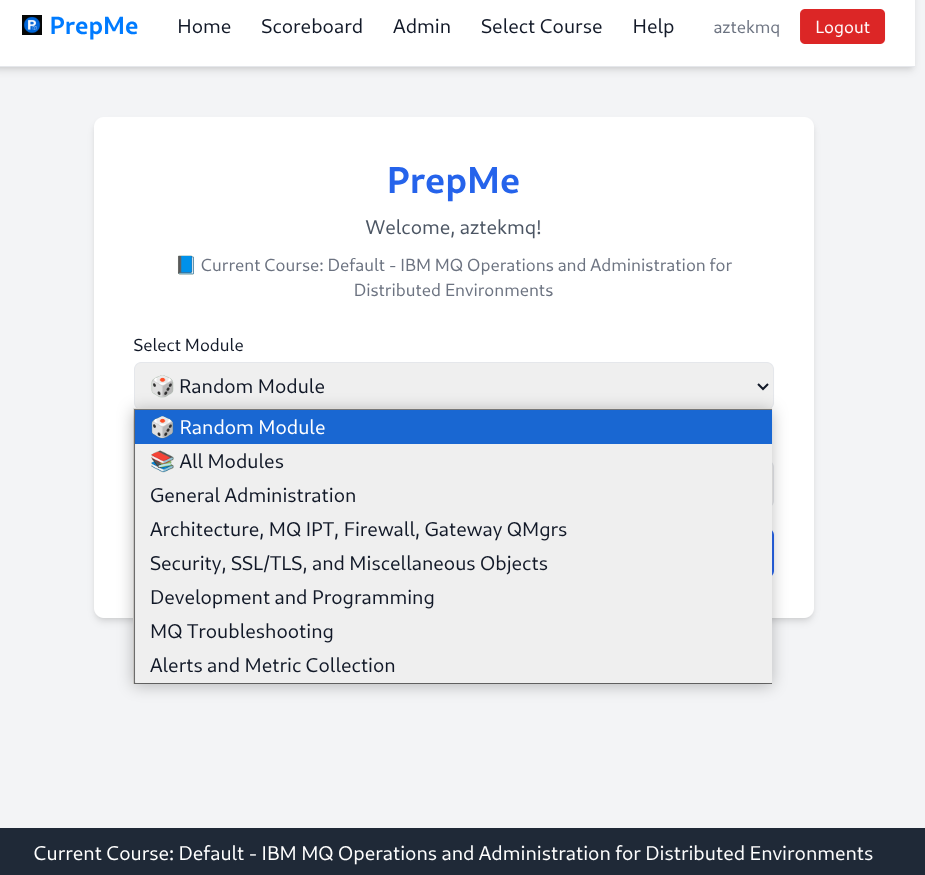 PrepMe Home Scoreboard Admin Select Course Help aztekmq Logout
PrepMe
Welcome, aztekmq!
📘 Current Course: Default - IBM MQ Operations and Administration for
Distributed Environments
Select Module
🎲 Random Module
🎲 Random Module
📚 All Modules
General Administration
Architecture, MQ IPT, Firewall, Gateway QMgrs
Security, SSL/TLS, and Miscellaneous Objects
Development and Programming
MQ Troubleshooting
Alerts and Metric Collection
Current Course: Default - IBM MQ Operations and Administration for Distributed Environments